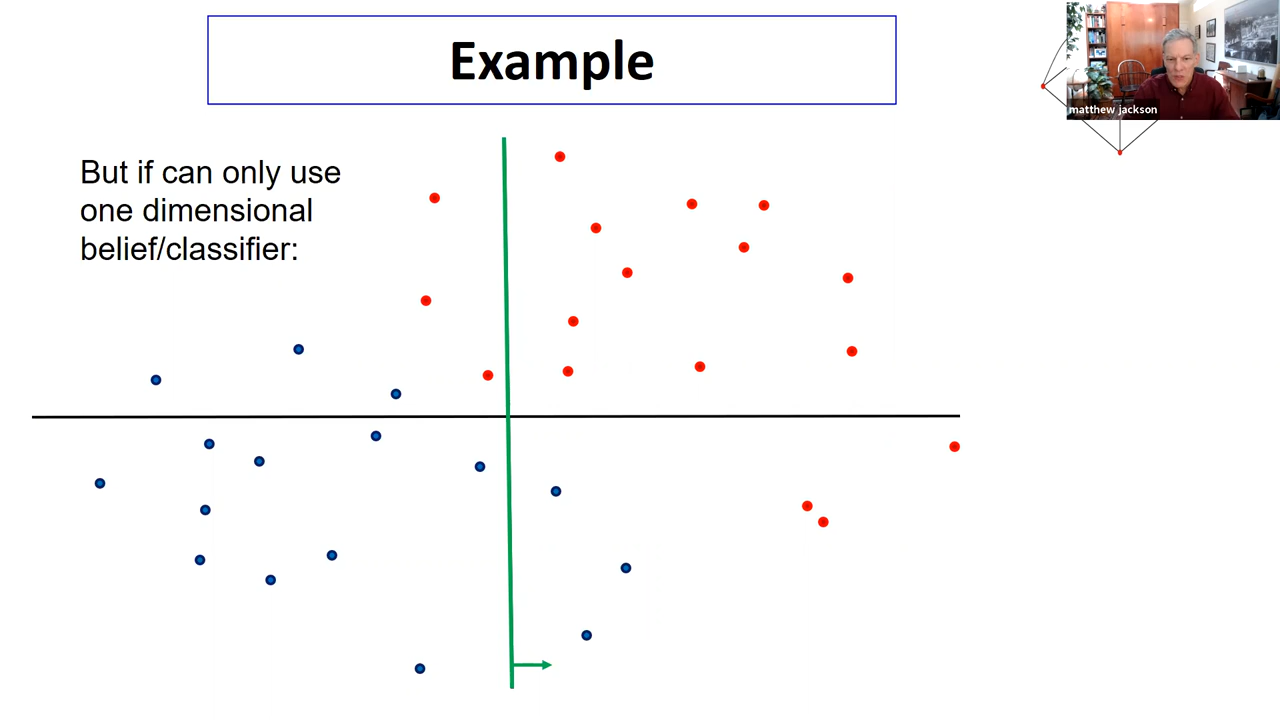 Example
matthew jackson
But if can only use
one dimensional
belief/classifier: